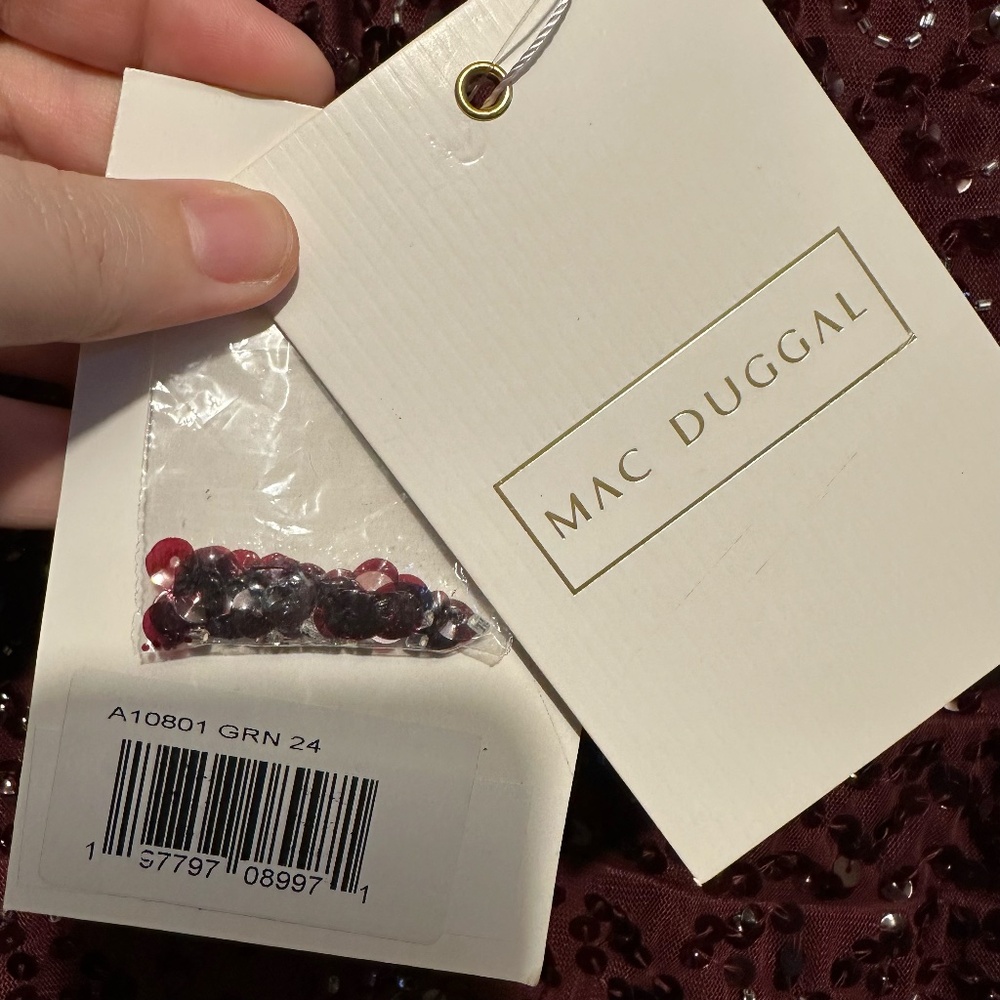 MAC DUGGAL
A10801 GRN 24
1 97797 08997 1